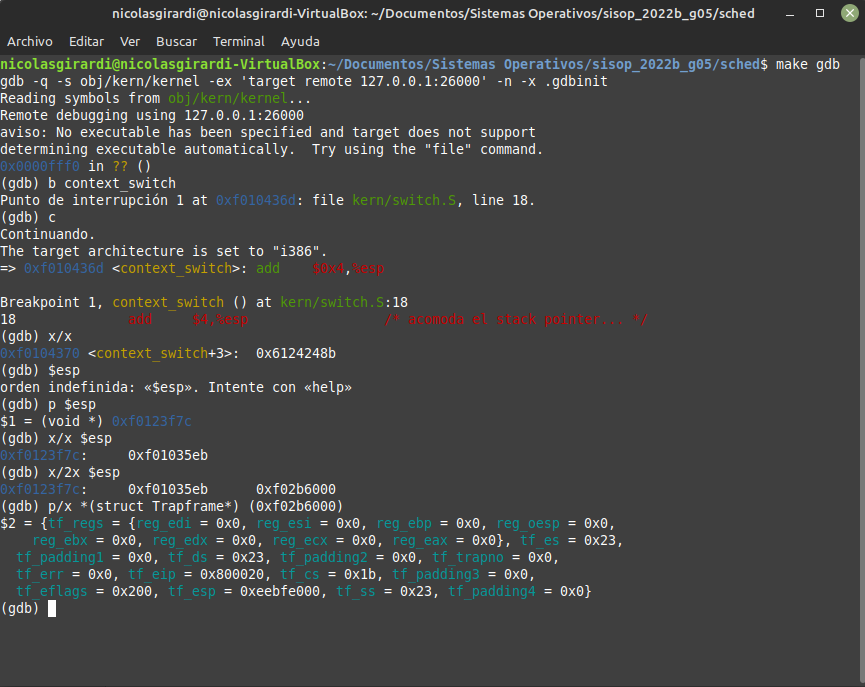 nicolasgirardi@nicolasgirardi-VirtualBox: ~/Documentos/Sistemas Operativos/sisop_2022b_g05/sched
Archivo Editar Ver Buscar Terminal Ayuda
nicolasgirardi@nicolasgirardi-VirtualBox:~/Documentos/Sistemas Operativos/sisop_2022b_g05/sched$ make gdb
gdb -q -s obj/kern/kernel -ex 'target remote 127.0.0.1:26000' -n -x .gdbinit
Reading symbols from obj/kern/kernel...
Remote debugging using 127.0.0.1:26000
aviso: No executable has been specified and target does not support
determining executable automatically.  Try using the "file" command.
0x0000fff0 in ?? ()
(gdb) b context_switch
Punto de interrupción 1 at 0xf010436d: file kern/switch.S, line 18.
(gdb) c
Continuando.
The target architecture is set to "i386".
=> 0xf010436d <context_switch>: add    $0x4,%esp
Breakpoint 1, context_switch () at kern/switch.S:18
18              add     $4,%esp                 /* acomoda el stack pointer... */
(gdb) x/x
0xf0104370 <context_switch+3>:  0x6124248b
(gdb) $esp
orden indefinida: «$esp». Intente con «help»
(gdb) p $esp
$1 = (void *) 0xf0123f7c
(gdb) x/x $esp
0xf0123f7c:     0xf01035eb
(gdb) x/2x $esp
0xf0123f7c:     0xf01035eb      0xf02b6000
(gdb) p/x *(struct Trapframe*) (0xf02b6000)
$2 = {tf_regs = {reg_edi = 0x0, reg_esi = 0x0, reg_ebp = 0x0, reg_oesp = 0x0,
    reg_ebx = 0x0, reg_edx = 0x0, reg_ecx = 0x0, reg_eax = 0x0}, tf_es = 0x23,
  tf_padding1 = 0x0, tf_ds = 0x23, tf_padding2 = 0x0, tf_trapno = 0x0,
  tf_err = 0x0, tf_eip = 0x800020, tf_cs = 0x1b, tf_padding3 = 0x0,
  tf_eflags = 0x200, tf_esp = 0xeebfe000, tf_ss = 0x23, tf_padding4 = 0x0}
(gdb)